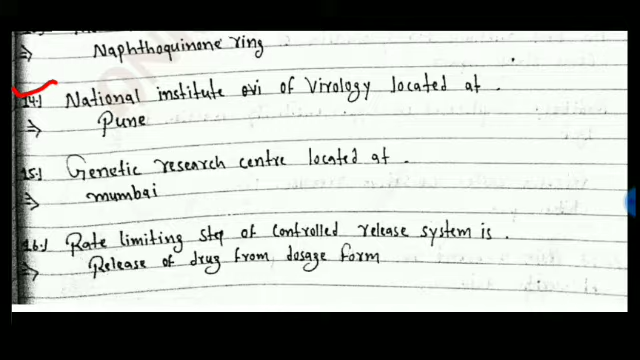 ⇒ Naphthoquinone ring
14.) National institute ovi of Virology located at .
⇒ Pune
15.) Genetic research centre located at .
⇒ mumbai
16.) Rate limiting step of controlled release system is .
⇒ Release of drug from dosage form